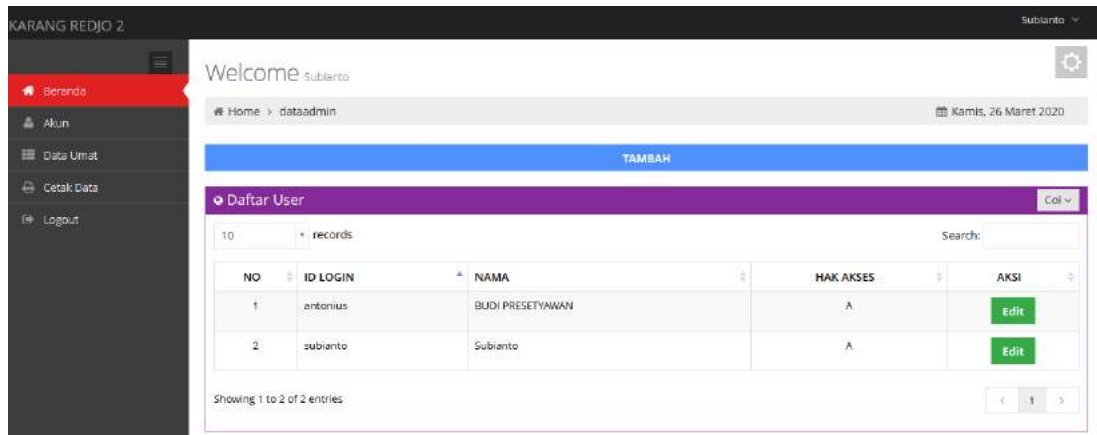 KARANG REDJO 2
Subianto
Beranda
Akun
Data Umat
Cetak Data
Logout
Welcome Subianto
Home > dataadmin
Kamis, 26 Maret 2020
TAMBAH
Daftar User
Col
10 records
Search:
NO ID LOGIN NAMA HAK AKSES AKSI
1 antonius BUDI PRESETYAWAN A Edit
2 subianto Subianto A Edit
Showing 1 to 2 of 2 entries
< 1 >